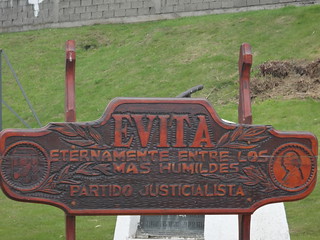 EVITA
ETERNAMENTE ENTRE LOS
MAS HUMILDES
PARTIDO JUSTICIALISTA